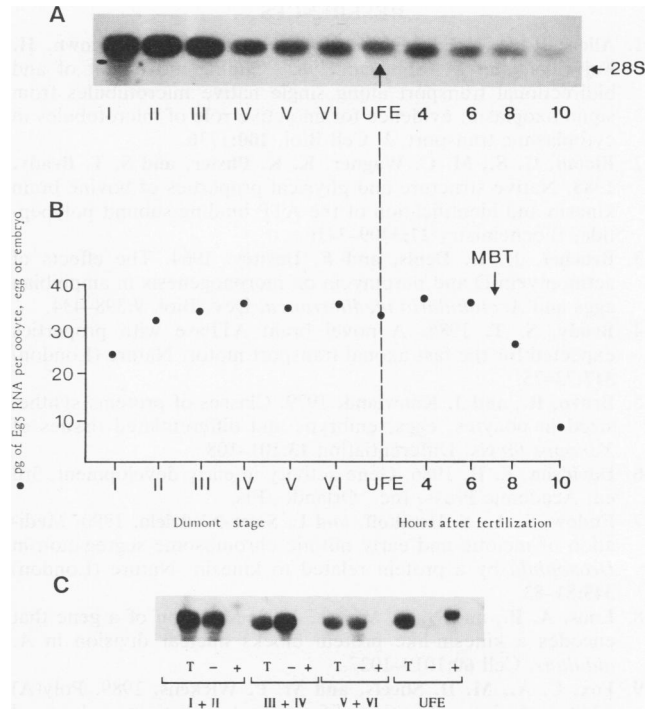 A
← 28S
I II III IV V VI UFE 4 6 8 10
B
MBT
40
30
20
10
● pg of Eg5 RNA per oocyte, egg or embryo
I II III IV V VI UFE 4 6 8 10
Dumont stage
Hours after fertilization
C
T - + T - + - + - +
I + II III + IV V + VI UFE